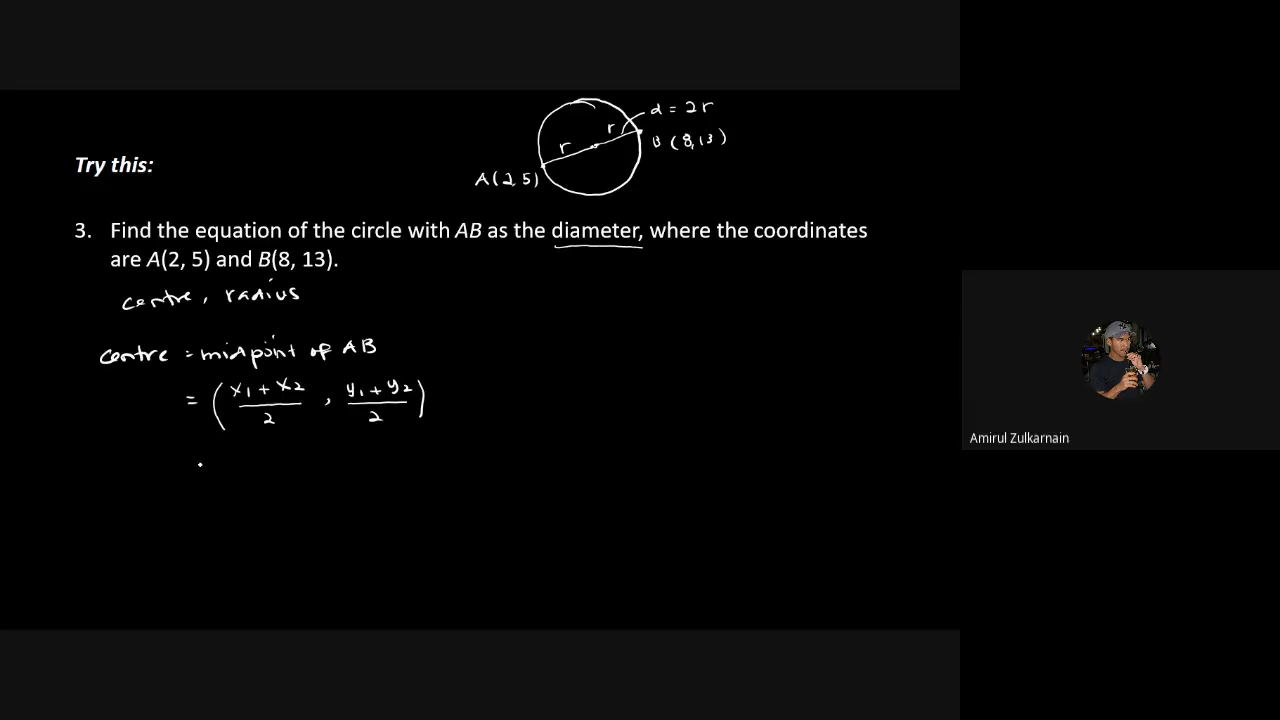 d = 2r
r
r
B (8,13)
A(2,5)
Try this:
3. Find the equation of the circle with AB as the diameter, where the coordinates
are A(2, 5) and B(8, 13).
centre, radius
centre = midpoint of AB
= (x₁ + x₂ / 2 , y₁ + y₂ / 2)
Amirul Zulkarnain